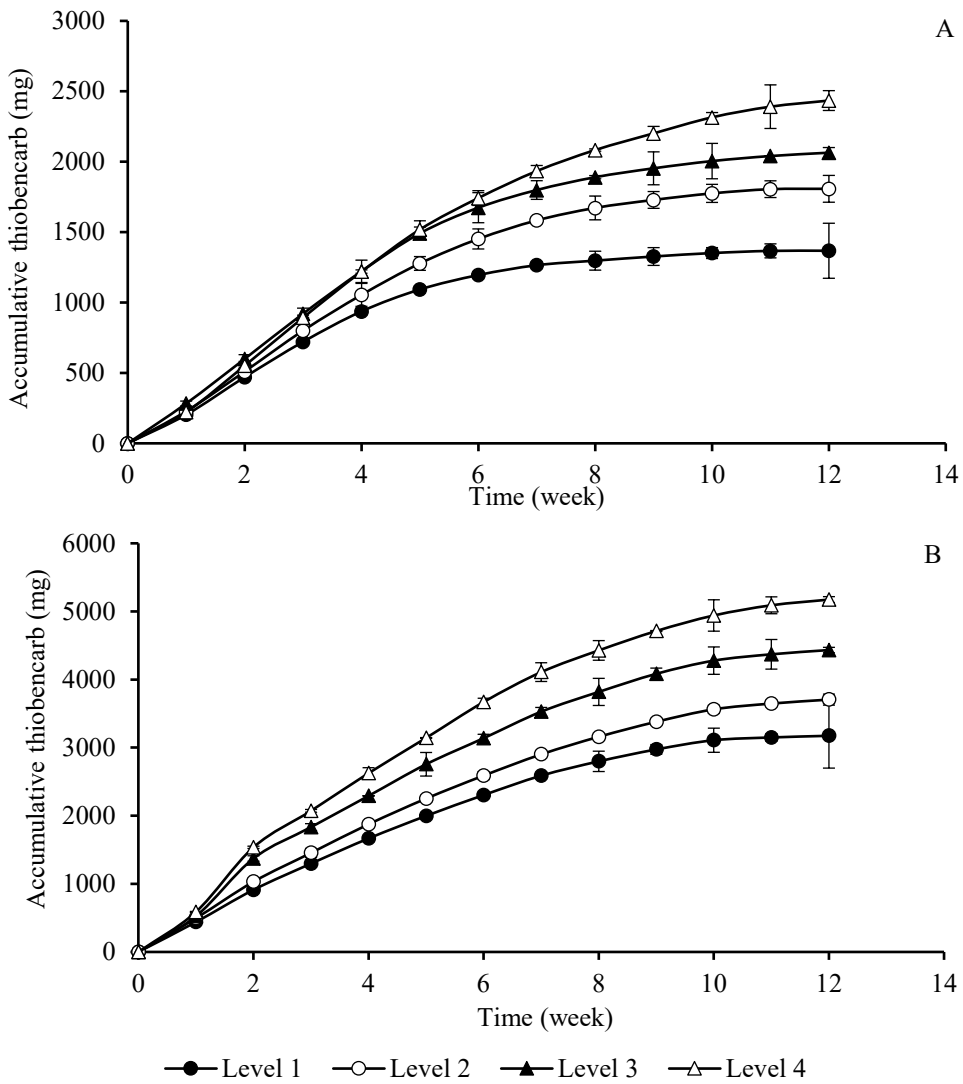 A
Accumulative thiobencarb (mg)
3000
2500
2000
1500
1000
500
0
0 2 4 6 8 10 12 14
Time (week)
B
Accumulative thiobencarb (mg)
6000
5000
4000
3000
2000
1000
0
0 2 4 6 8 10 12 14
Time (week)
Level 1 Level 2 Level 3 Level 4